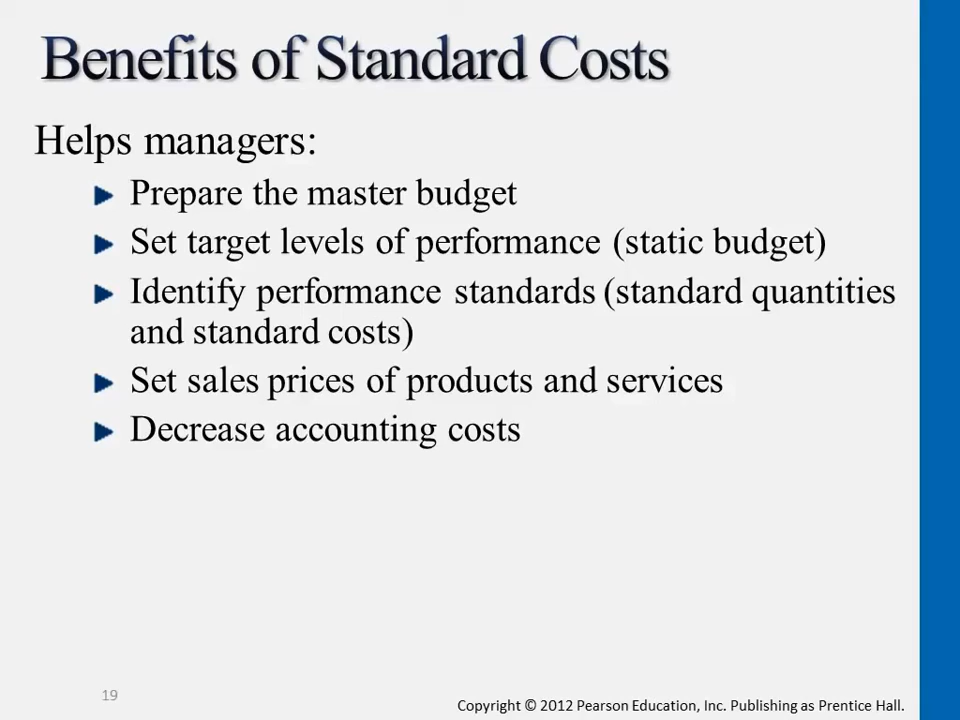 Benefits of Standard Costs
Helps managers:
Prepare the master budget
Set target levels of performance (static budget)
Identify performance standards (standard quantities
and standard costs)
Set sales prices of products and services
Decrease accounting costs
19
Copyright © 2012 Pearson Education, Inc. Publishing as Prentice Hall.